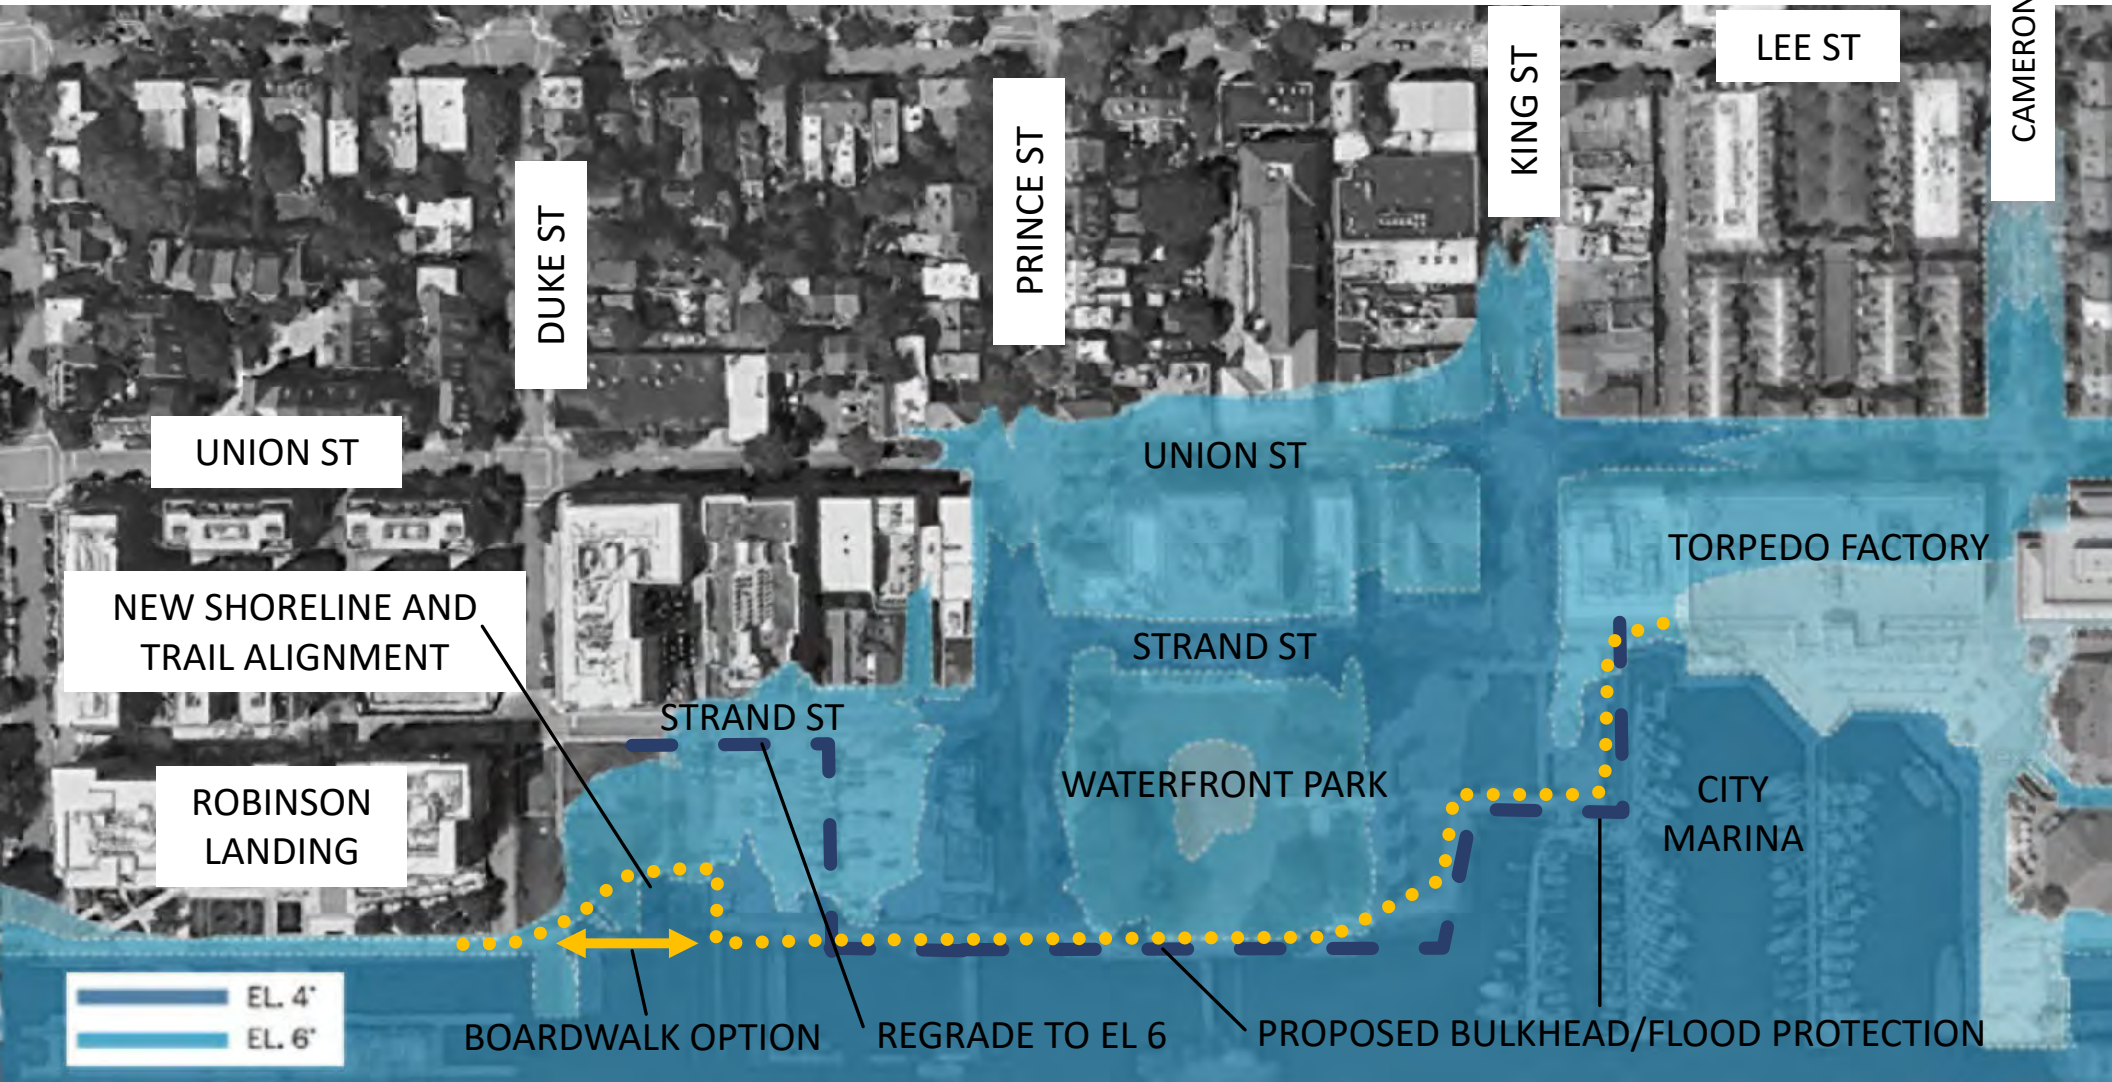 LEE ST
CAMERON
KING ST
PRINCE ST
DUKE ST
UNION ST
UNION ST
TORPEDO FACTORY
NEW SHORELINE AND
TRAIL ALIGNMENT
STRAND ST
STRAND ST
WATERFRONT PARK
ROBINSON
LANDING
CITY
MARINA
EL. 4'
EL. 6'
BOARDWALK OPTION
REGRADE TO EL 6
PROPOSED BULKHEAD/FLOOD PROTECTION